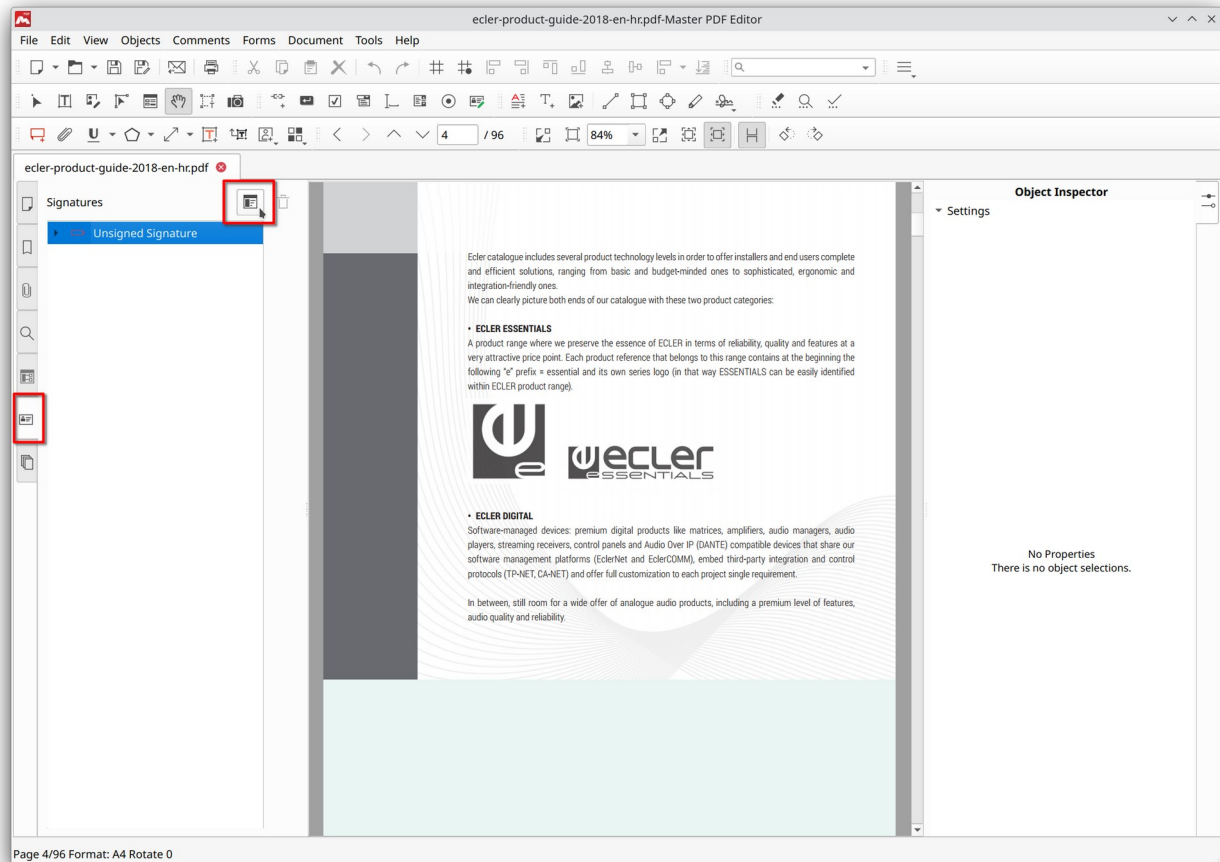 ecler-product-guide-2018-en-hr.pdf-Master PDF Editor
File Edit View Objects Comments Forms Document Tools Help
4 / 96 84%
ecler-product-guide-2018-en-hr.pdf
Signatures
Unsigned Signature
Ecler catalogue includes several product technology levels in order to offer installers and end users complete
and efficient solutions, ranging from basic and budget-minded ones to sophisticated, ergonomic and
integration-friendly ones.
We can clearly picture both ends of our catalogue with these two product categories:
• ECLER ESSENTIALS
A product range where we preserve the essence of ECLER in terms of reliability, quality and features at a
very attractive price point. Each product reference that belongs to this range contains at the beginning the
following "e" prefix = essential and its own series logo (in that way ESSENTIALS can be easily identified
within ECLER product range).
e
ecler
essentials
• ECLER DIGITAL
Software-managed devices: premium digital products like matrices, amplifiers, audio managers, audio
players, streaming receivers, control panels and Audio Over IP (DANTE) compatible devices that share our
software management platforms (EclerNet and EclerCOMM), embed third-party integration and control
protocols (TP-NET, CA-NET) and offer full customization to each project single requirement.
In between, still room for a wide offer of analogue audio products, including a premium level of features,
audio quality and reliability.
Object Inspector
Settings
No Properties
There is no object selections.
Page 4/96 Format: A4 Rotate 0